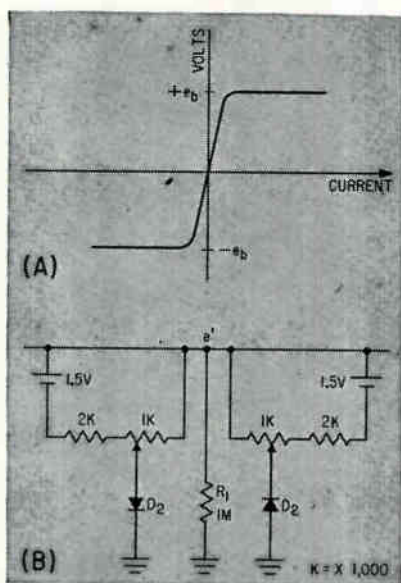 VOLTS
+eb
CURRENT
-eb
(A)
e'
1.5V
1.5V
2K
1K
1K
2K
D2
R1
1M
D2
(B)
K = X 1,000